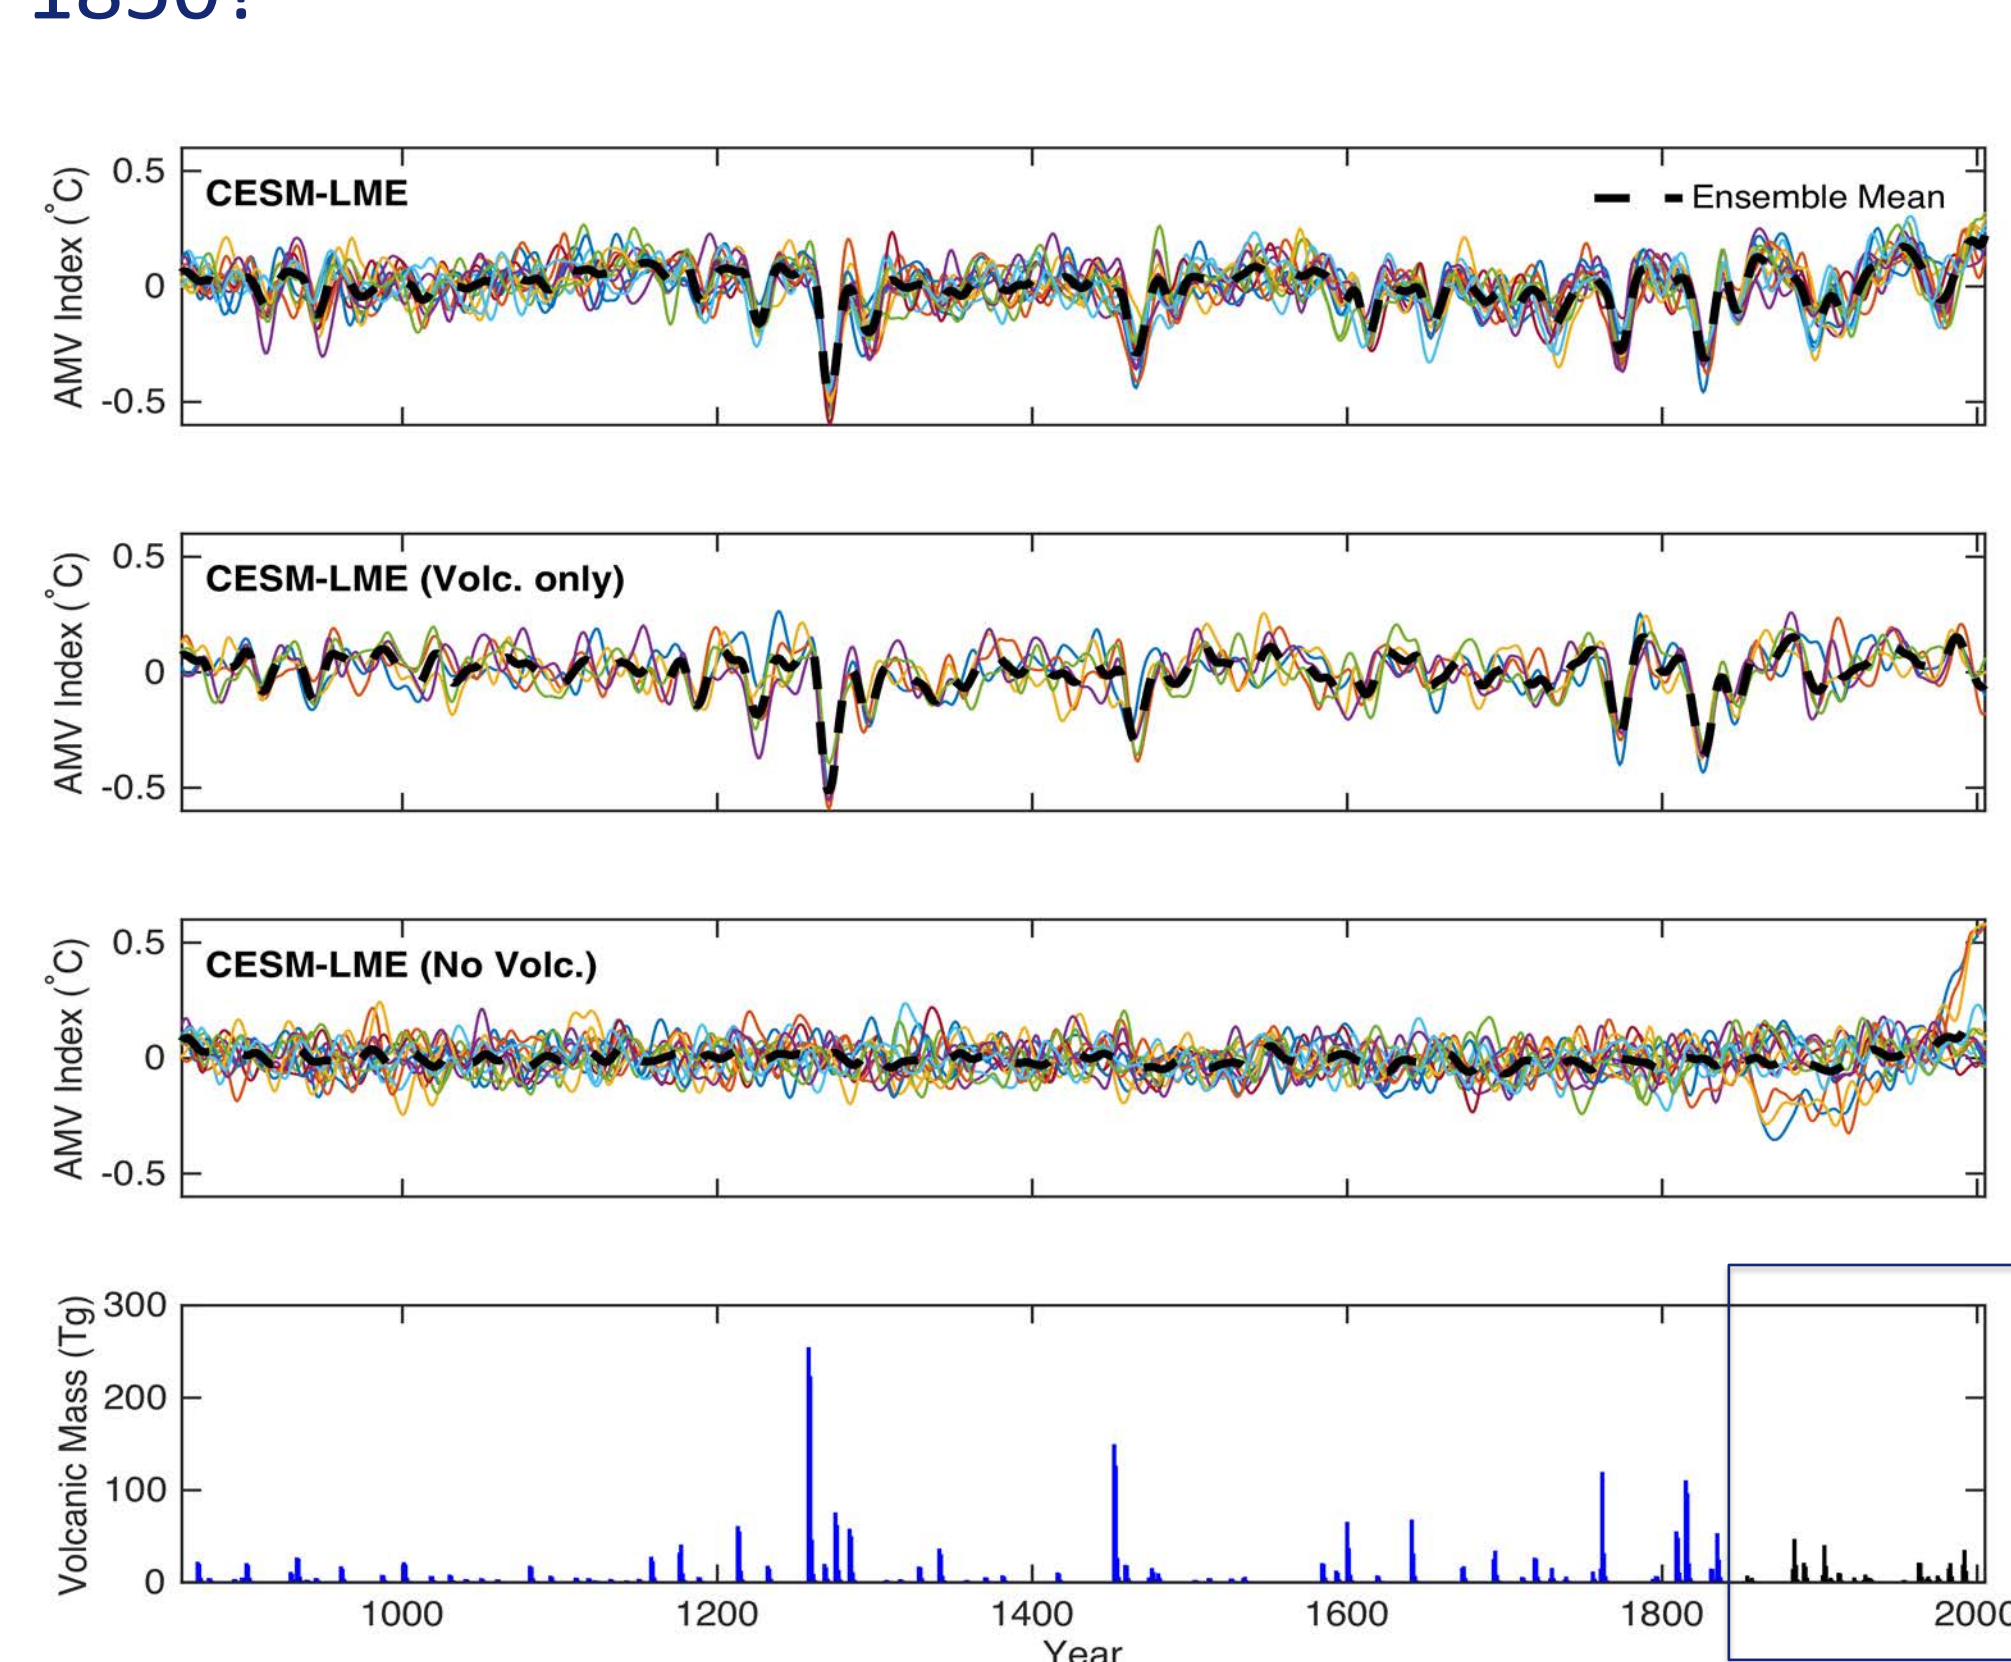 1850?
0.5
CESM-LME
Ensemble Mean
0
-0.5
AMV Index (°C)
0.5
CESM-LME (Volc. only)
0
-0.5
AMV Index (°C)
0.5
CESM-LME (No Volc.)
0
-0.5
AMV Index (°C)
300
200
100
0
Volcanic Mass (Tg)
1000 1200 1400 1600 1800 2000
Year